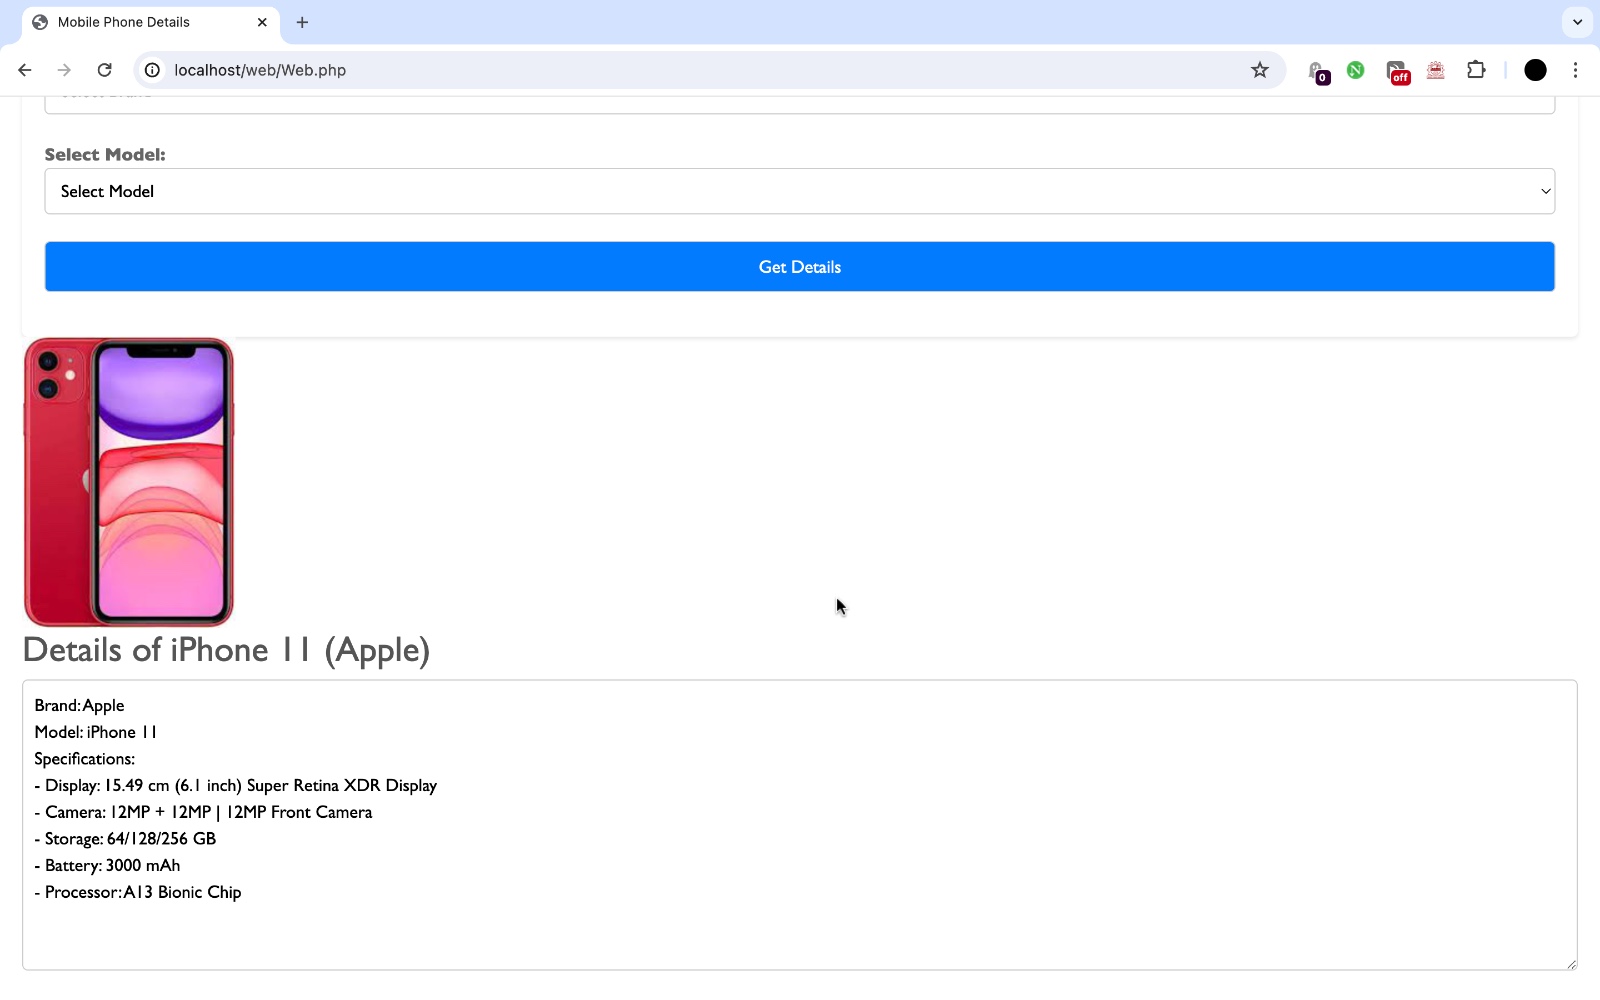 Mobile Phone Details
localhost/web/Web.php
0
N
off
Select Model:
Select Model
Get Details
Details of iPhone 11 (Apple)
Brand: Apple
Model: iPhone 11
Specifications:
- Display: 15.49 cm (6.1 inch) Super Retina XDR Display
- Camera: 12MP + 12MP | 12MP Front Camera
- Storage: 64/128/256 GB
- Battery: 3000 mAh
- Processor: A13 Bionic Chip